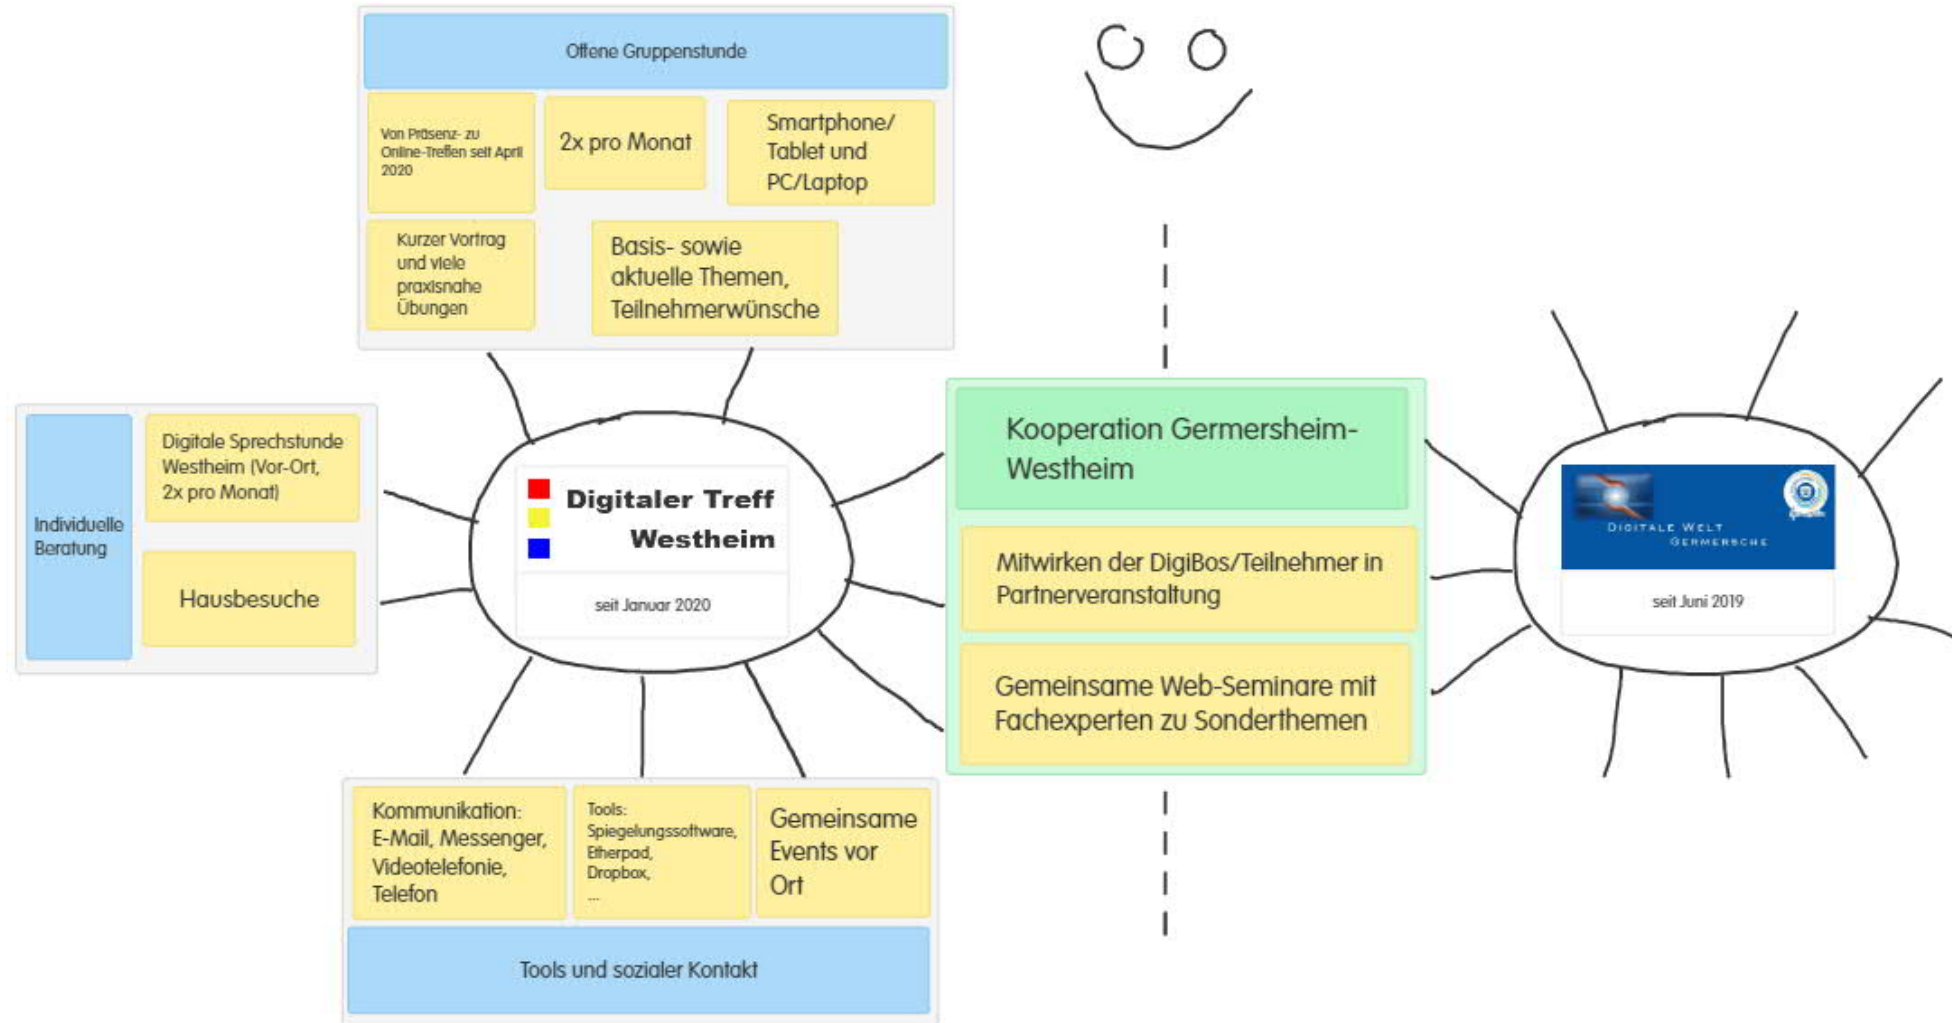 Offene Gruppenstunde
Von Präsenz- zu
Online-Treffen seit April
2020
2x pro Monat
Smartphone/
Tablet und
PC/Laptop
Kurzer Vortrag
und viele
praxisnahe
Übungen
Basis- sowie
aktuelle Themen,
Teilnehmerwünsche
Individuelle
Beratung
Digitale Sprechstunde
Westheim (Vor-Ort,
2x pro Monat)
Hausbesuche
Digitaler Treff
Westheim
seit Januar 2020
Kooperation Germersheim-
Westheim
Mitwirken der DigiBos/Teilnehmer in
Partnerveranstaltung
Gemeinsame Web-Seminare mit
Fachexperten zu Sonderthemen
DIGITALE WELT
GERMERSCHE
seit Juni 2019
Kommunikation:
E-Mail, Messenger,
Videotelefonie,
Telefon
Tools:
Spiegelungssoftware,
Etherpad,
Dropbox,
...
Gemeinsame
Events vor
Ort
Tools und sozialer Kontakt